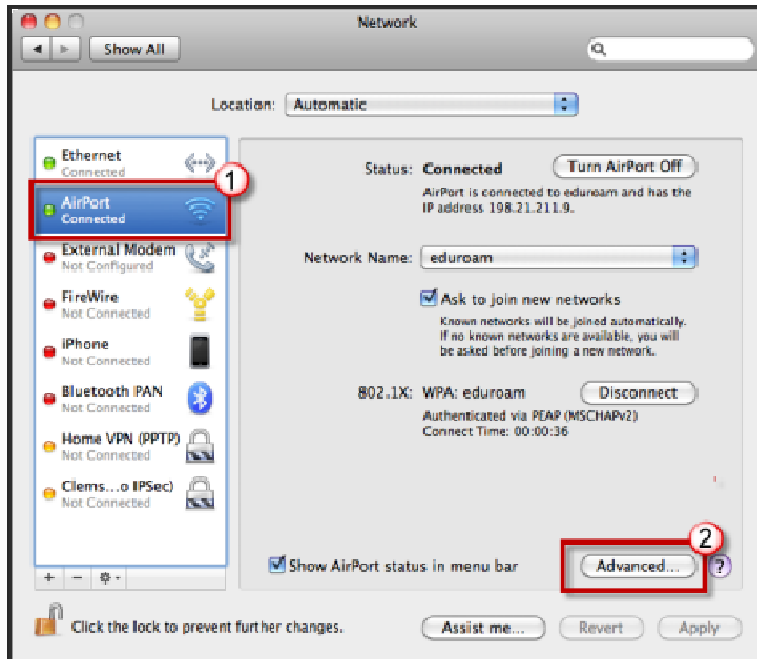 Network
Show All
Location: Automatic
Ethernet
Connected
1
AirPort
Connected
External Modem
Not Configured
FireWire
Not Connected
iPhone
Not Connected
Bluetooth PAN
Not Connected
Home VPN (PPTP)
Not Connected
Clems...o IPSec)
Not Connected
Status: Connected
Turn AirPort Off
AirPort is connected to eduroam and has the
IP address 198.21.211.9.
Network Name: eduroam
Ask to join new networks
Known networks will be joined automatically.
If no known networks are available, you will
be asked before joining a new network.
802.1X: WPA: eduroam
Disconnect
Authenticated via PEAP (MSCHAPv2)
Connect Time: 00:00:36
2
Show AirPort status in menu bar
Advanced...
?
+ −
Click the lock to prevent further changes.
Assist me...
Revert
Apply